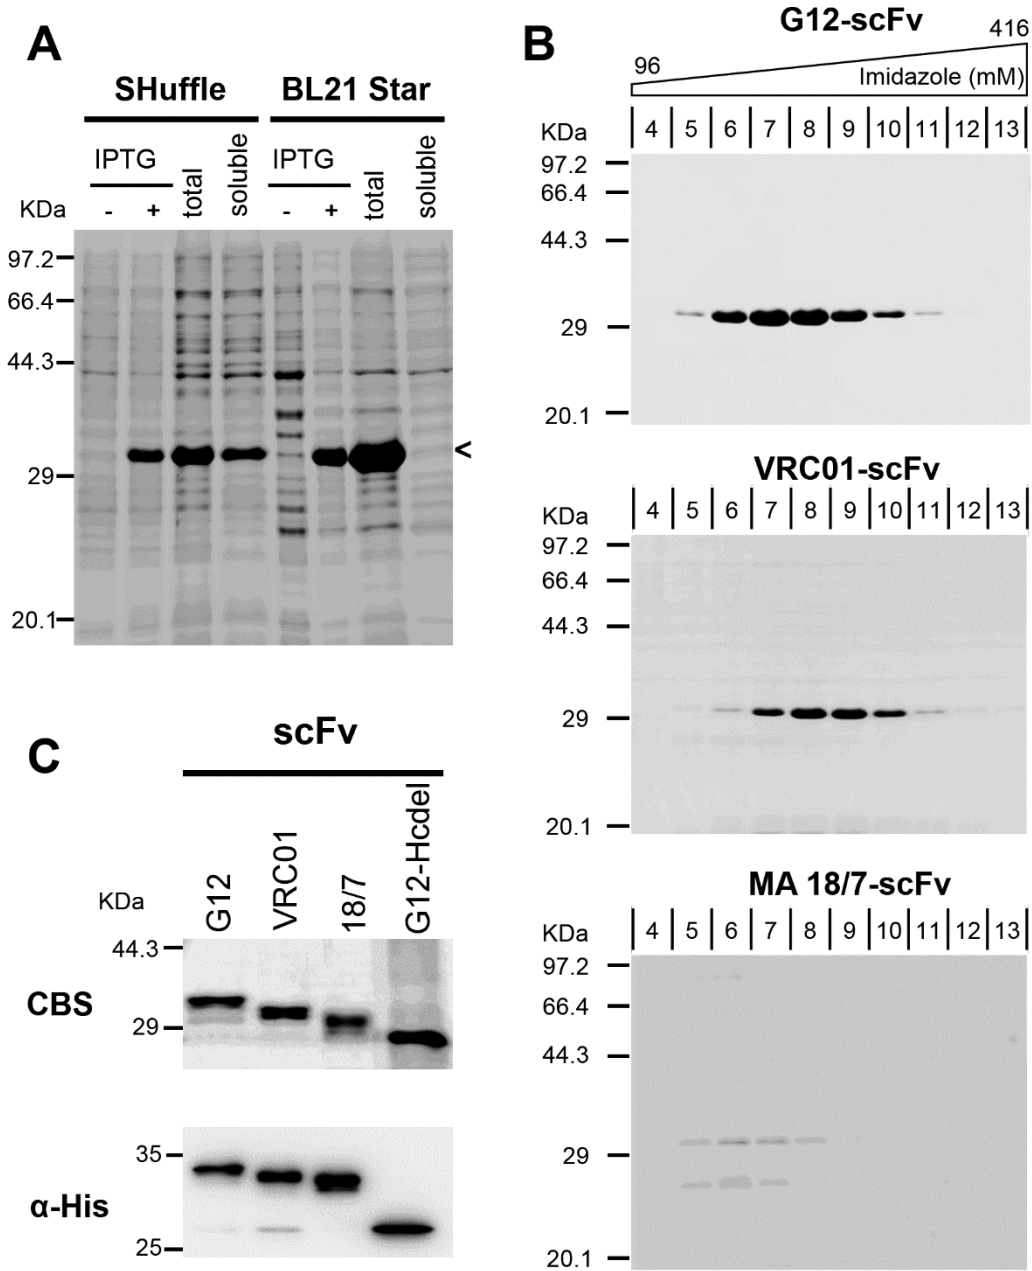 A
SHuffle BL21 Star
IPTG total soluble IPTG total soluble
KDa - + - +
97.2
66.4
44.3
29
20.1
<
B
G12-scFv
96 416
Imidazole (mM)
KDa 4 5 6 7 8 9 10 11 12 13
97.2
66.4
44.3
29
20.1
VRC01-scFv
KDa 4 5 6 7 8 9 10 11 12 13
97.2
66.4
44.3
29
20.1
MA 18/7-scFv
KDa 4 5 6 7 8 9 10 11 12 13
97.2
66.4
44.3
29
20.1
C
scFv
KDa G12 VRC01 18/7 G12-Hcdel
44.3
CBS
29
35
α-His
25